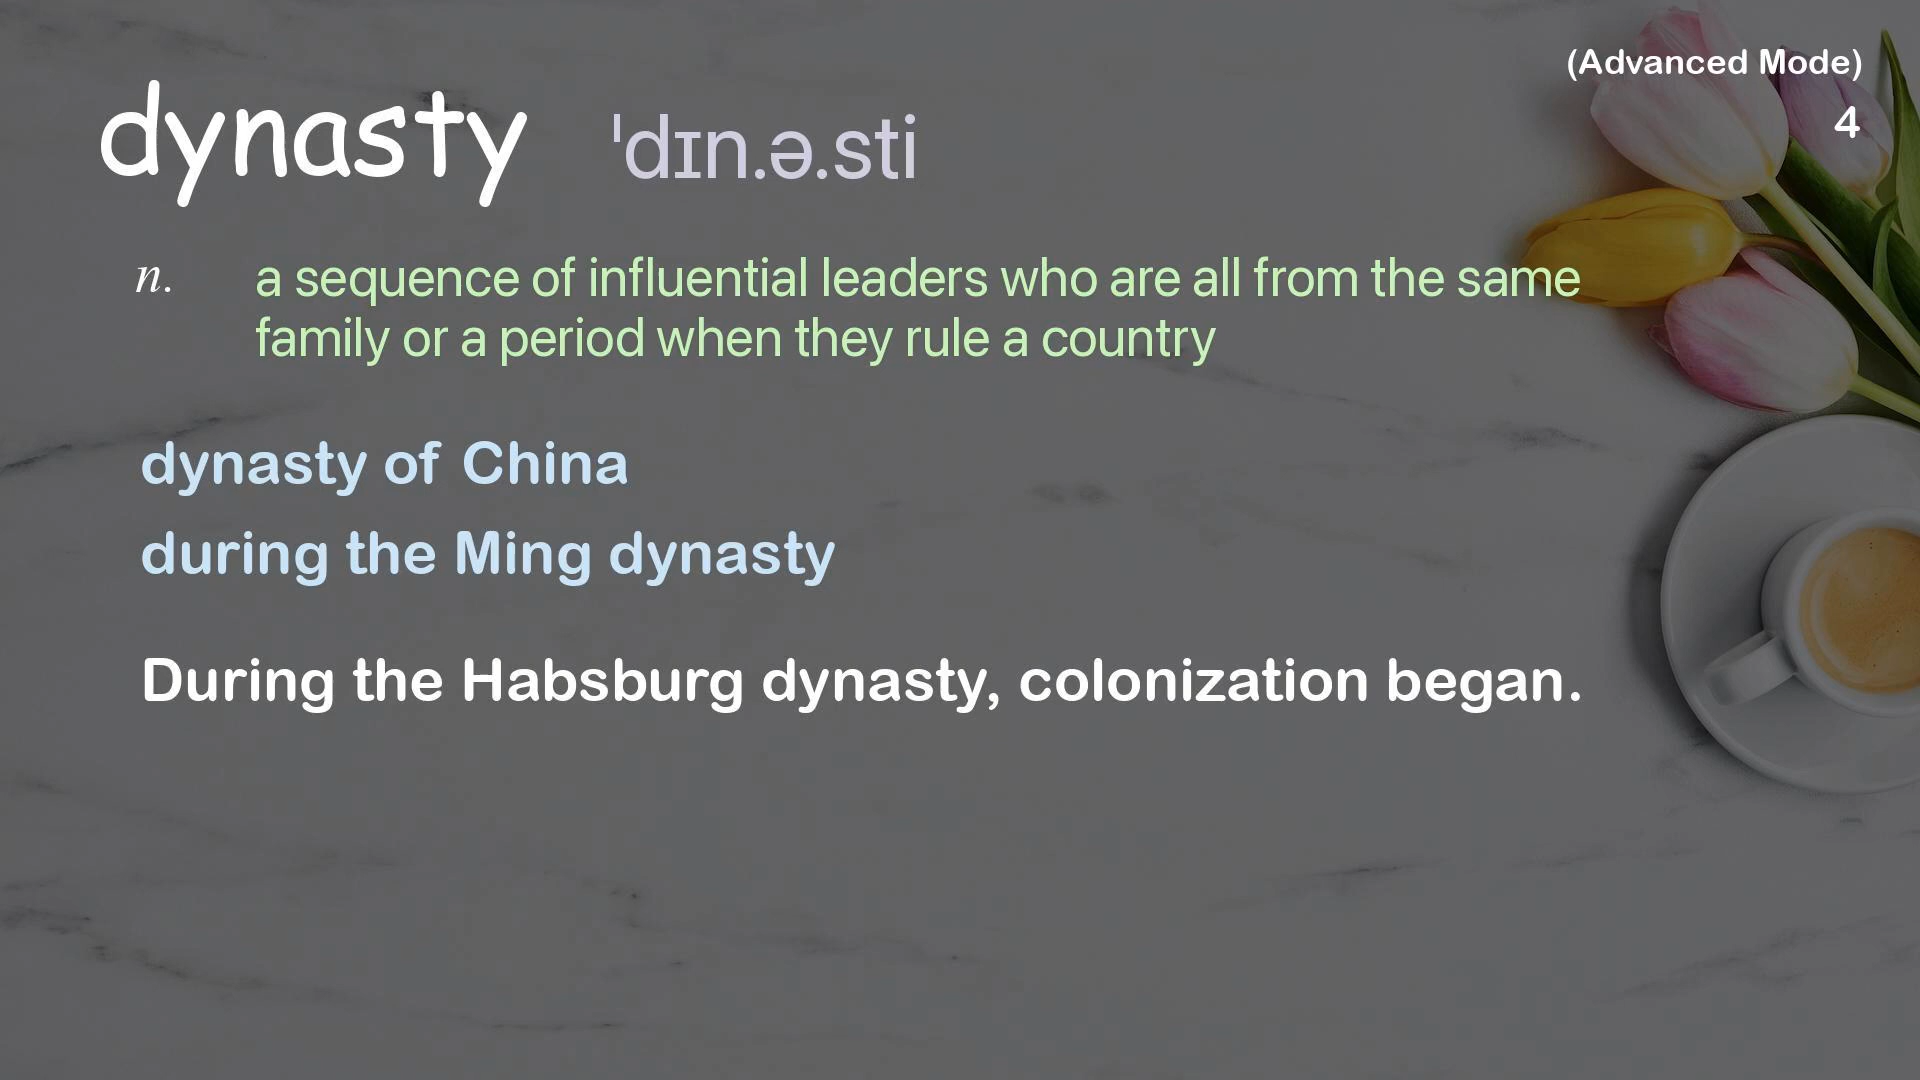 (Advanced Mode)
4
dynasty ˈdɪn.ə.sti
n. a sequence of influential leaders who are all from the same
family or a period when they rule a country
dynasty of China
during the Ming dynasty
During the Habsburg dynasty, colonization began.